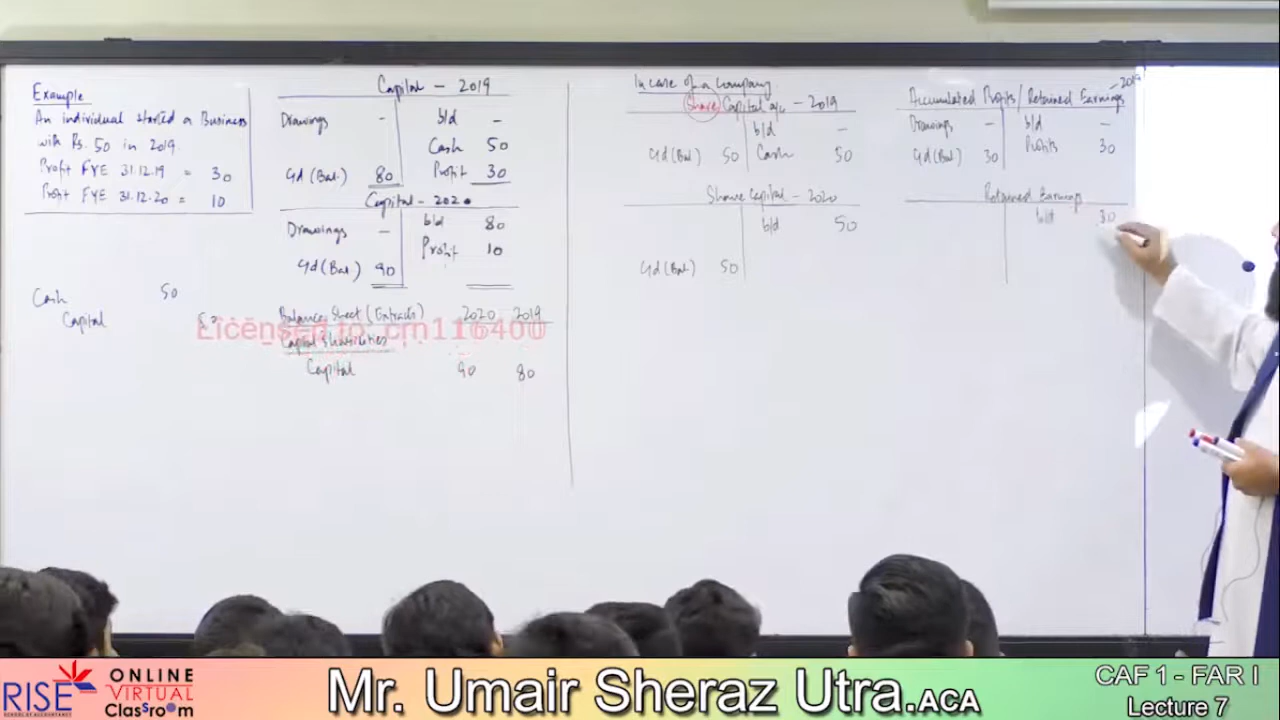 Example
An individual started a Business
with Rs. 50 in 2019.
Profit FYE 31.12.19 = 30
Profit FYE 31.12.20 = 10
Cash 50
Capital
Capital - 2019
Drawings - b/d -
Cash 50
c/d (Bal.) 80 Profit 30
Capital - 2020
Drawings - b/d 80
Profit 10
c/d (Bal.) 90
Balance Sheet (Extracts) 2020 2019
Capital & Liabilities
Capital 90 80
Licensed to cm116400
In case of a Company
Share Capital a/c - 2019
b/d -
c/d (Bal.) 50 Cash 50
Share Capital - 2020
b/d 50
c/d (Bal.) 50
Accumulated Profits / Retained Earnings - 2019
Drawings - b/d -
c/d (Bal.) 30 Profits 30
Retained Earnings
b/d 30
RISE
SCHOOL OF ACCOUNTANCY
ONLINE
VIRTUAL
Classroom
Mr. Umair Sheraz Utra.ACA
CAF 1 - FAR I
Lecture 7